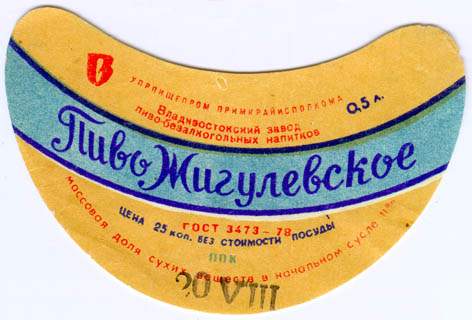 УПРПИЩЕПРОМ ПРИМКРАЙИСПОЛКОМА
Владивостокский завод
пиво-безалкогольных напитков
0,5 л.
Пиво Жигулевское
ГОСТ 3473-78
ЦЕНА 25 коп. БЕЗ СТОИМОСТИ ПОСУДЫ
ППК
массовая доля сухих веществ в начальном сусле 11%
20 VIII